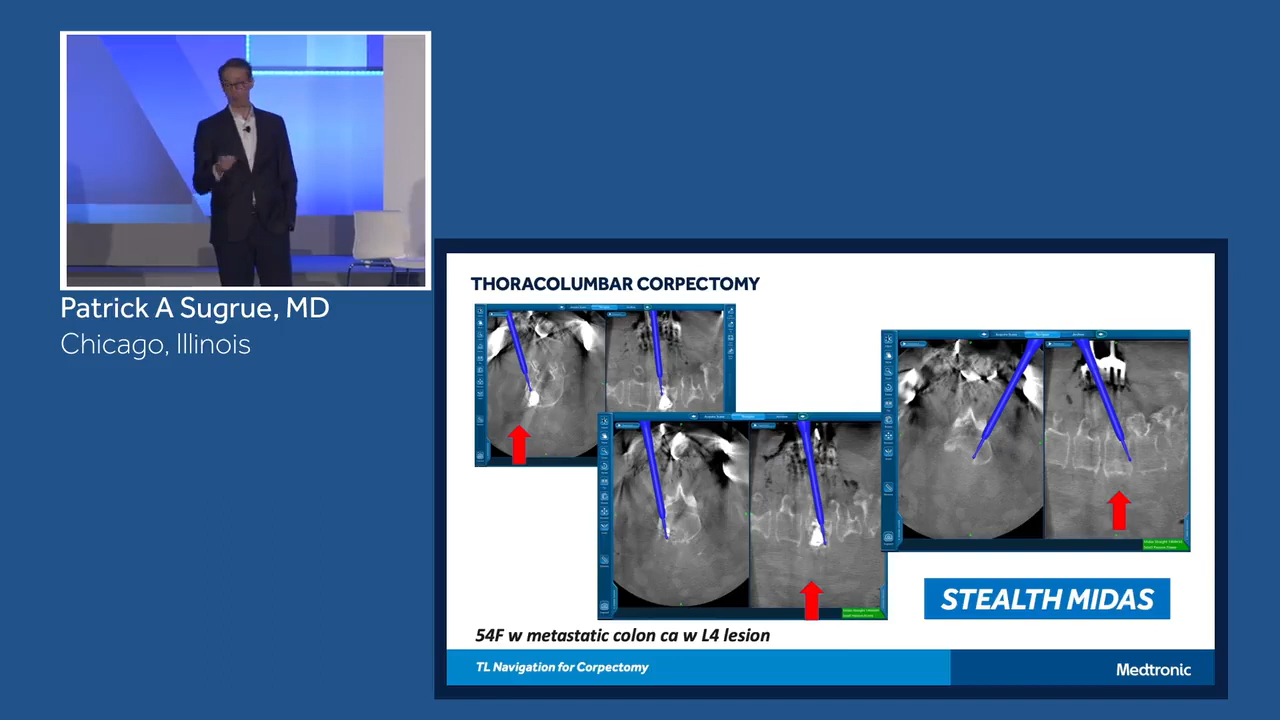 Patrick A Sugrue, MD
Chicago, Illinois
THORACOLUMBAR CORPECTOMY
STEALTH MIDAS
54F w metastatic colon ca w L4 lesion
TL Navigation for Corpectomy
Medtronic